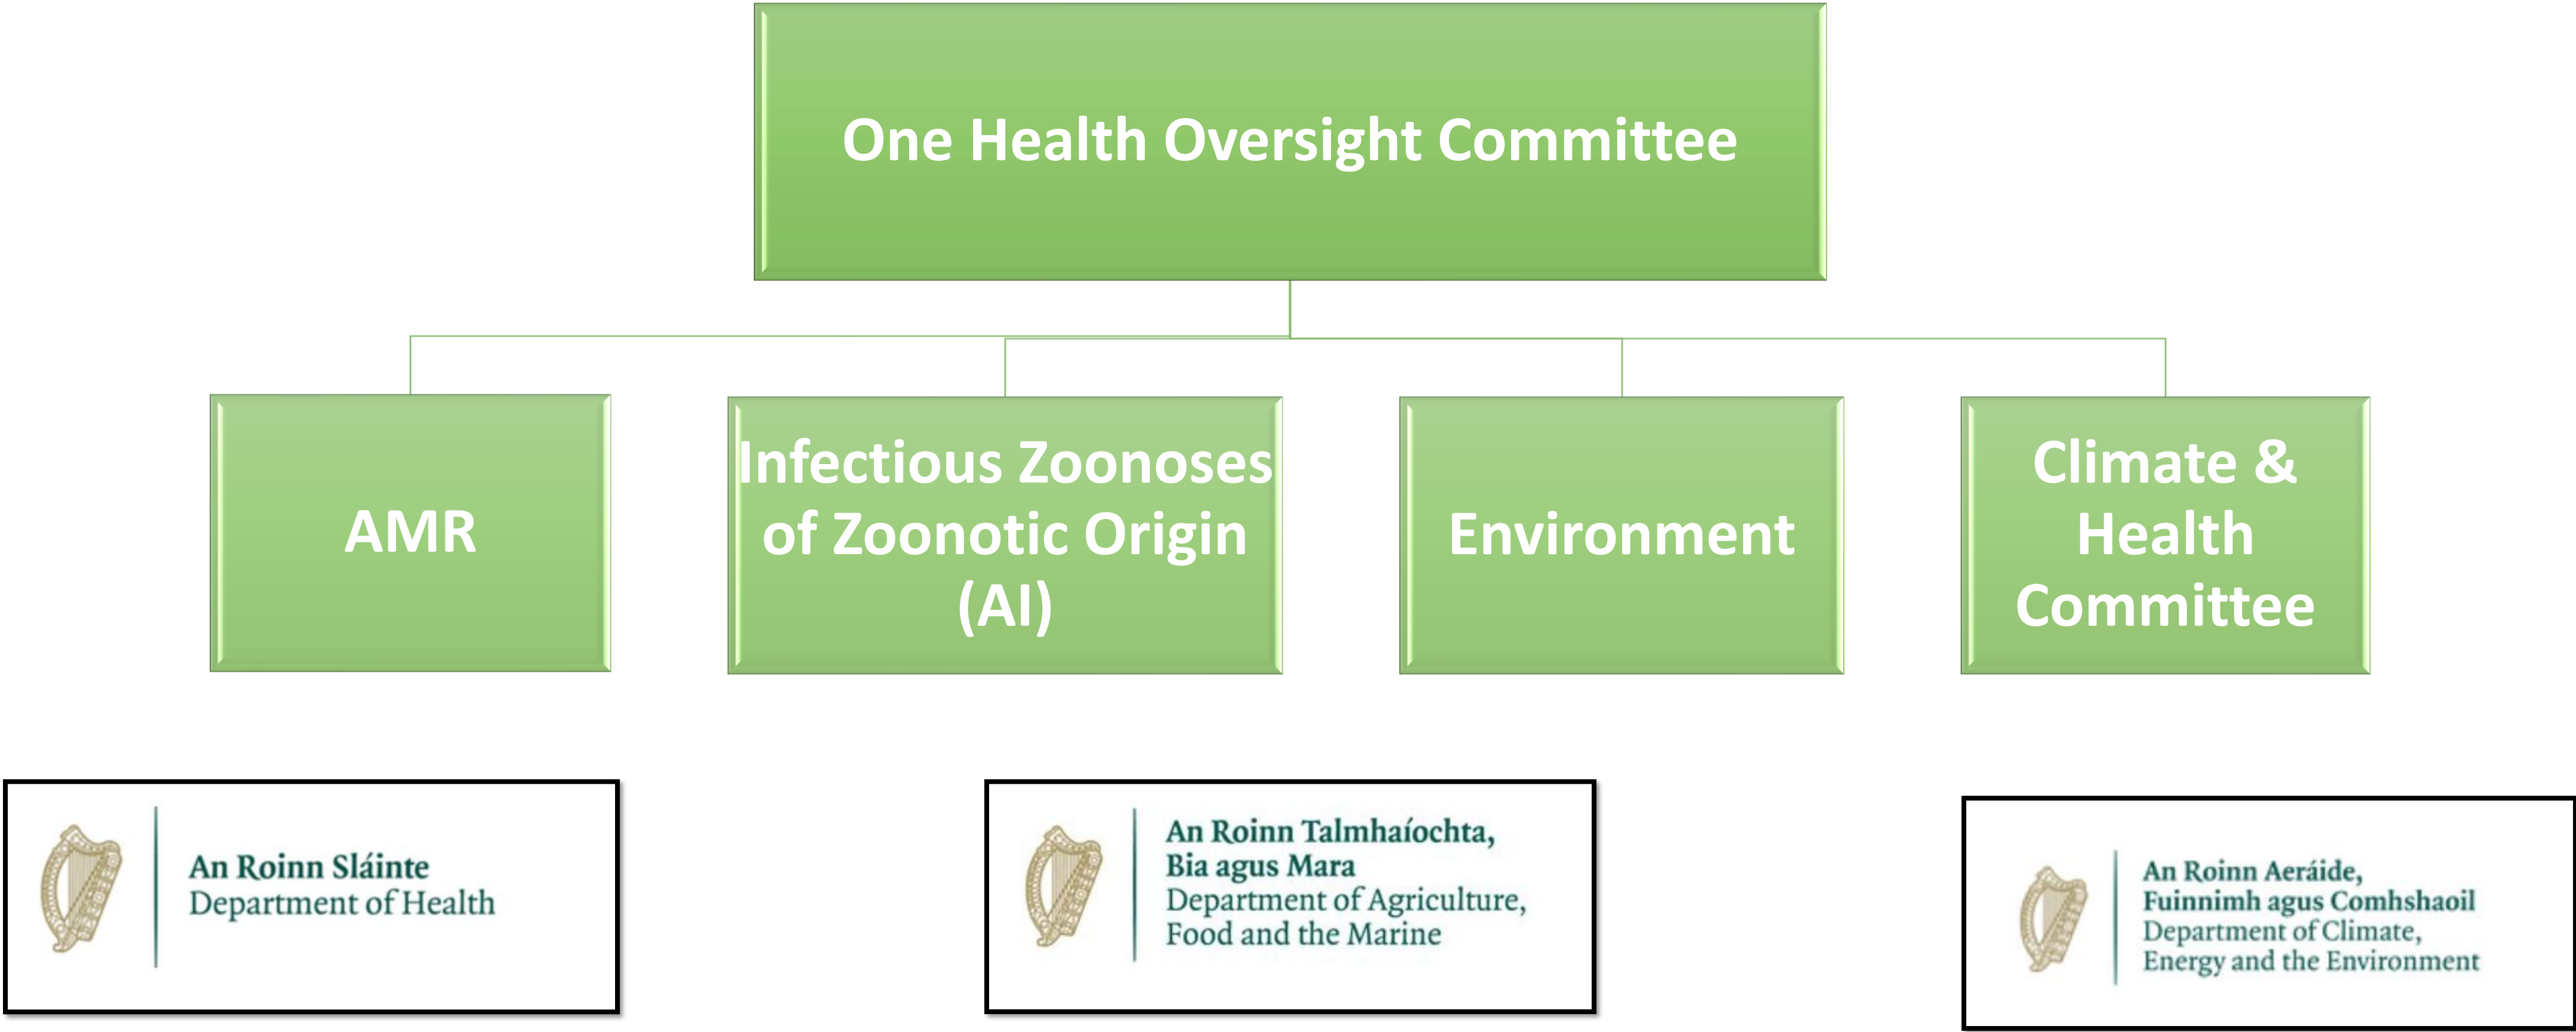 One Health Oversight Committee
AMR
Infectious Zoonoses
of Zoonotic Origin
(AI)
Environment
Climate &
Health
Committee
An Roinn Sláinte
Department of Health
An Roinn Talmhaíochta,
Bia agus Mara
Department of Agriculture,
Food and the Marine
An Roinn Aeráide,
Fuinnimh agus Comhshaoil
Department of Climate,
Energy and the Environment